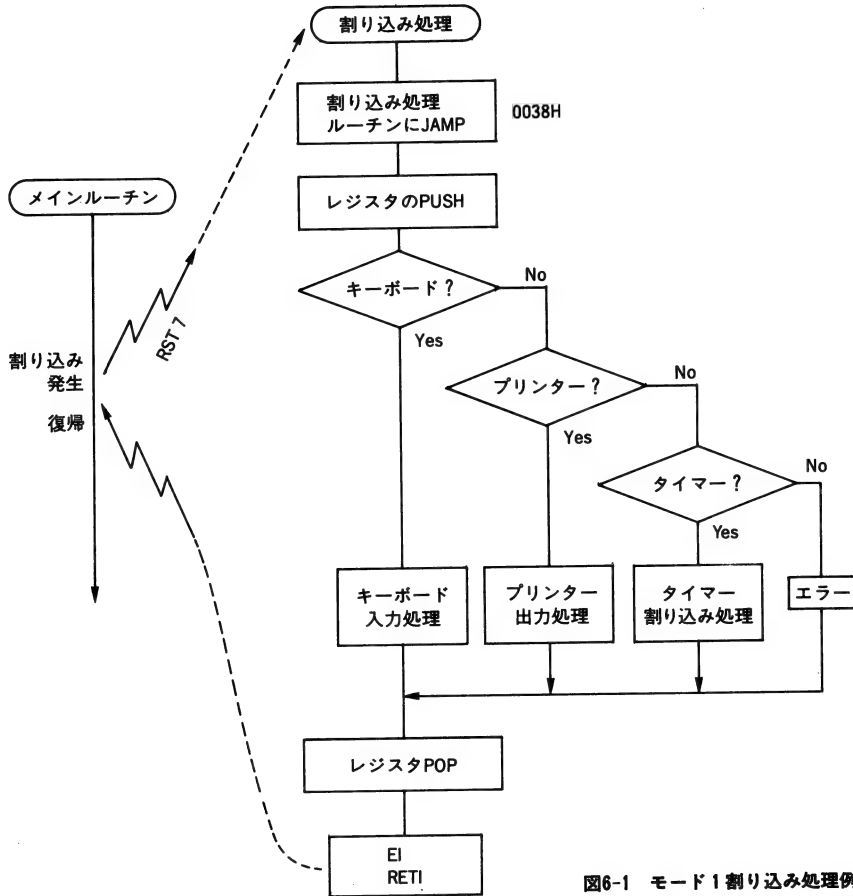 割り込み処理
割り込み処理
ルーチンにJAMP
0038H
メインルーチン
レジスタのPUSH
キーボード？
No
Yes
RST 7
割り込み
発生
復帰
プリンター？
No
Yes
タイマー？
No
Yes
キーボード
入力処理
プリンター
出力処理
タイマー
割り込み処理
エラー
レジスタPOP
EI
RETI
図6-1 モード1割り込み処理例